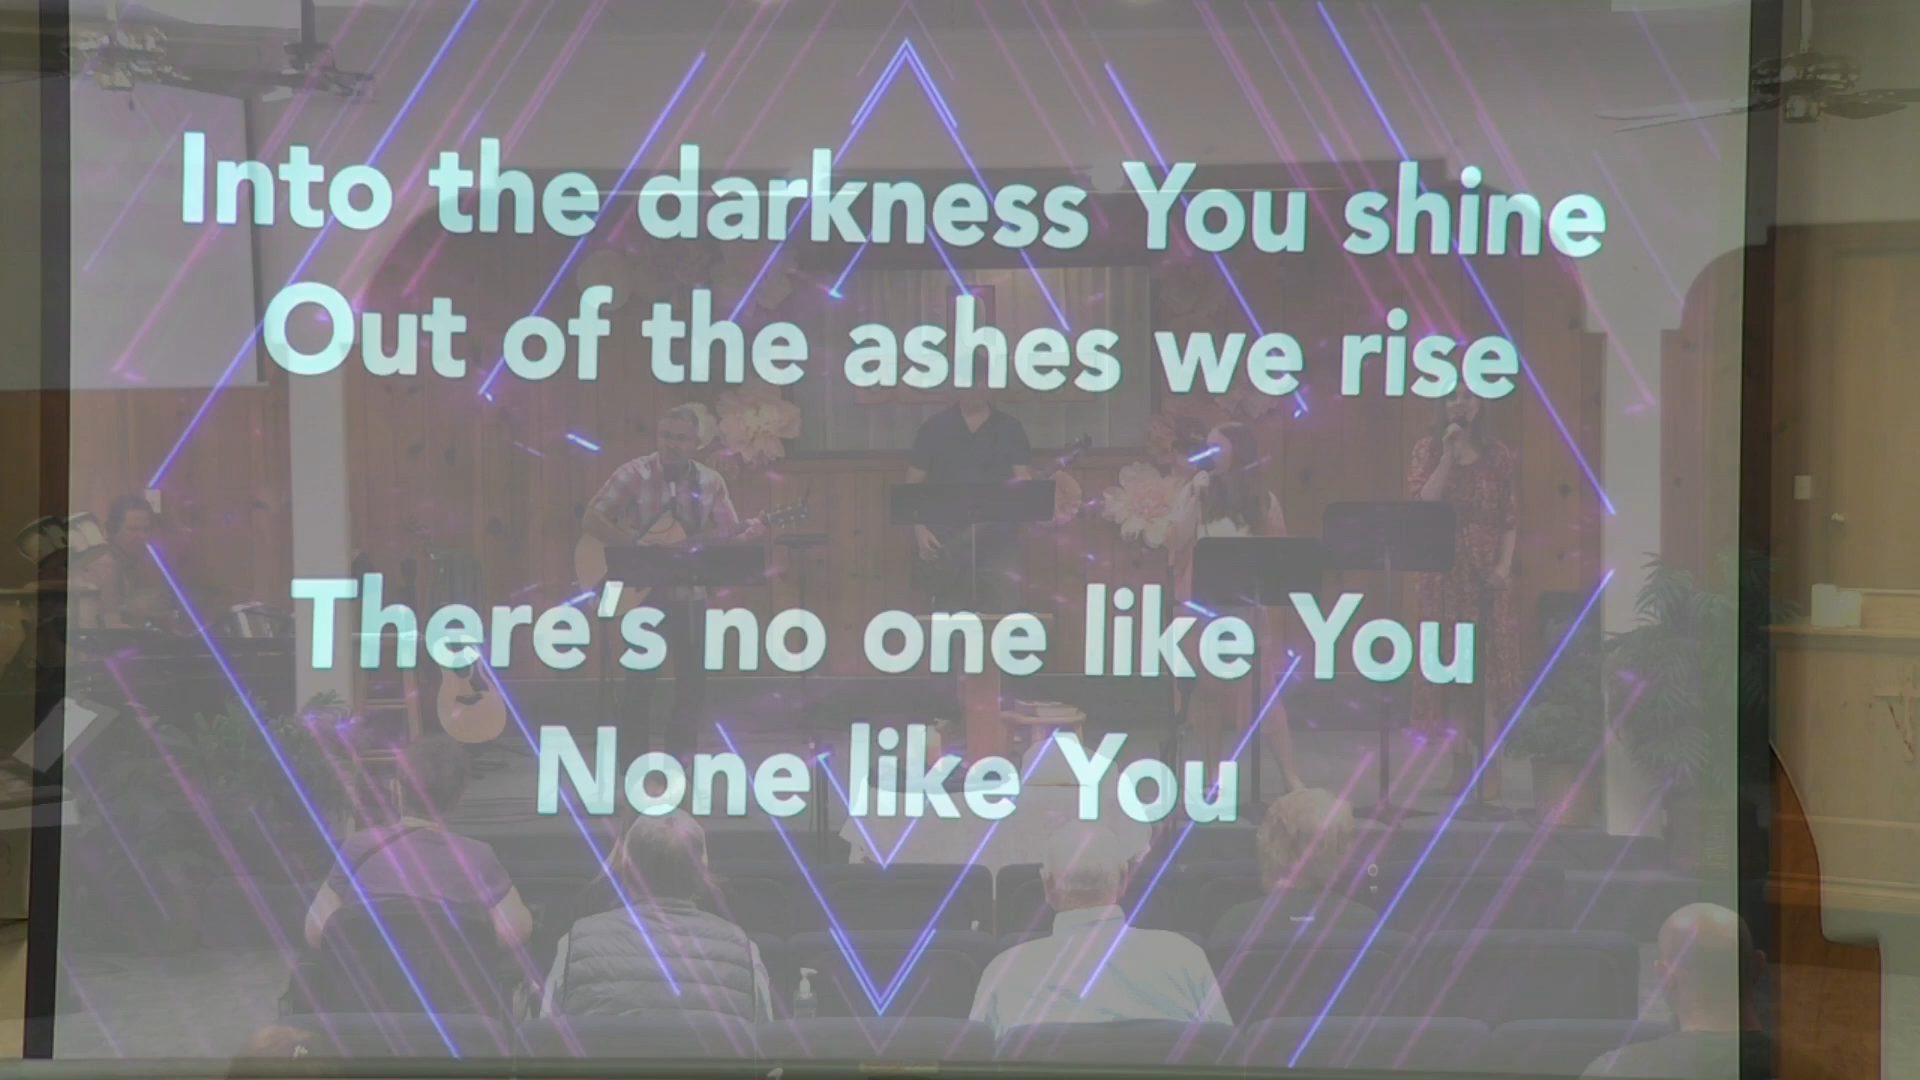 Into the darkness You shine
Out of the ashes we rise
There's no one like You
None like You